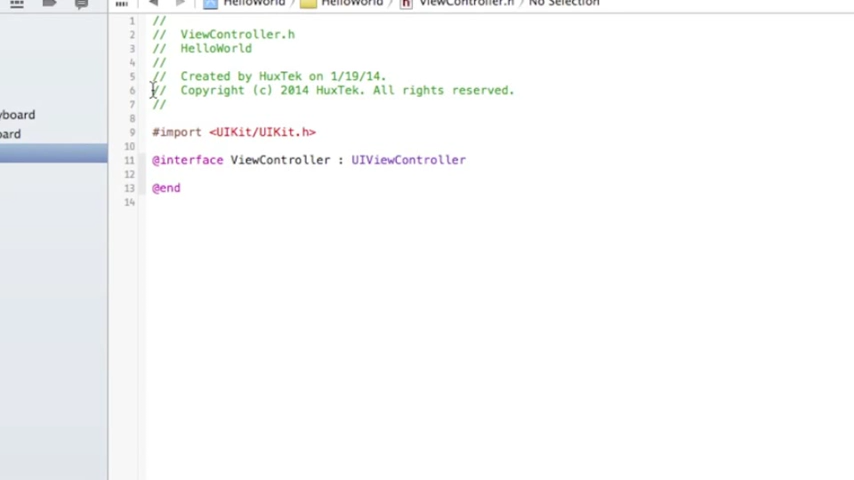 HelloWorld HelloWorld ViewController.h No Selection
1 //
2 // ViewController.h
3 // HelloWorld
4 //
5 // Created by HuxTek on 1/19/14.
6 // Copyright (c) 2014 HuxTek. All rights reserved.
7 //
8
9 #import <UIKit/UIKit.h>
10
11 @interface ViewController : UIViewController
12
13 @end
14
yboard
ard